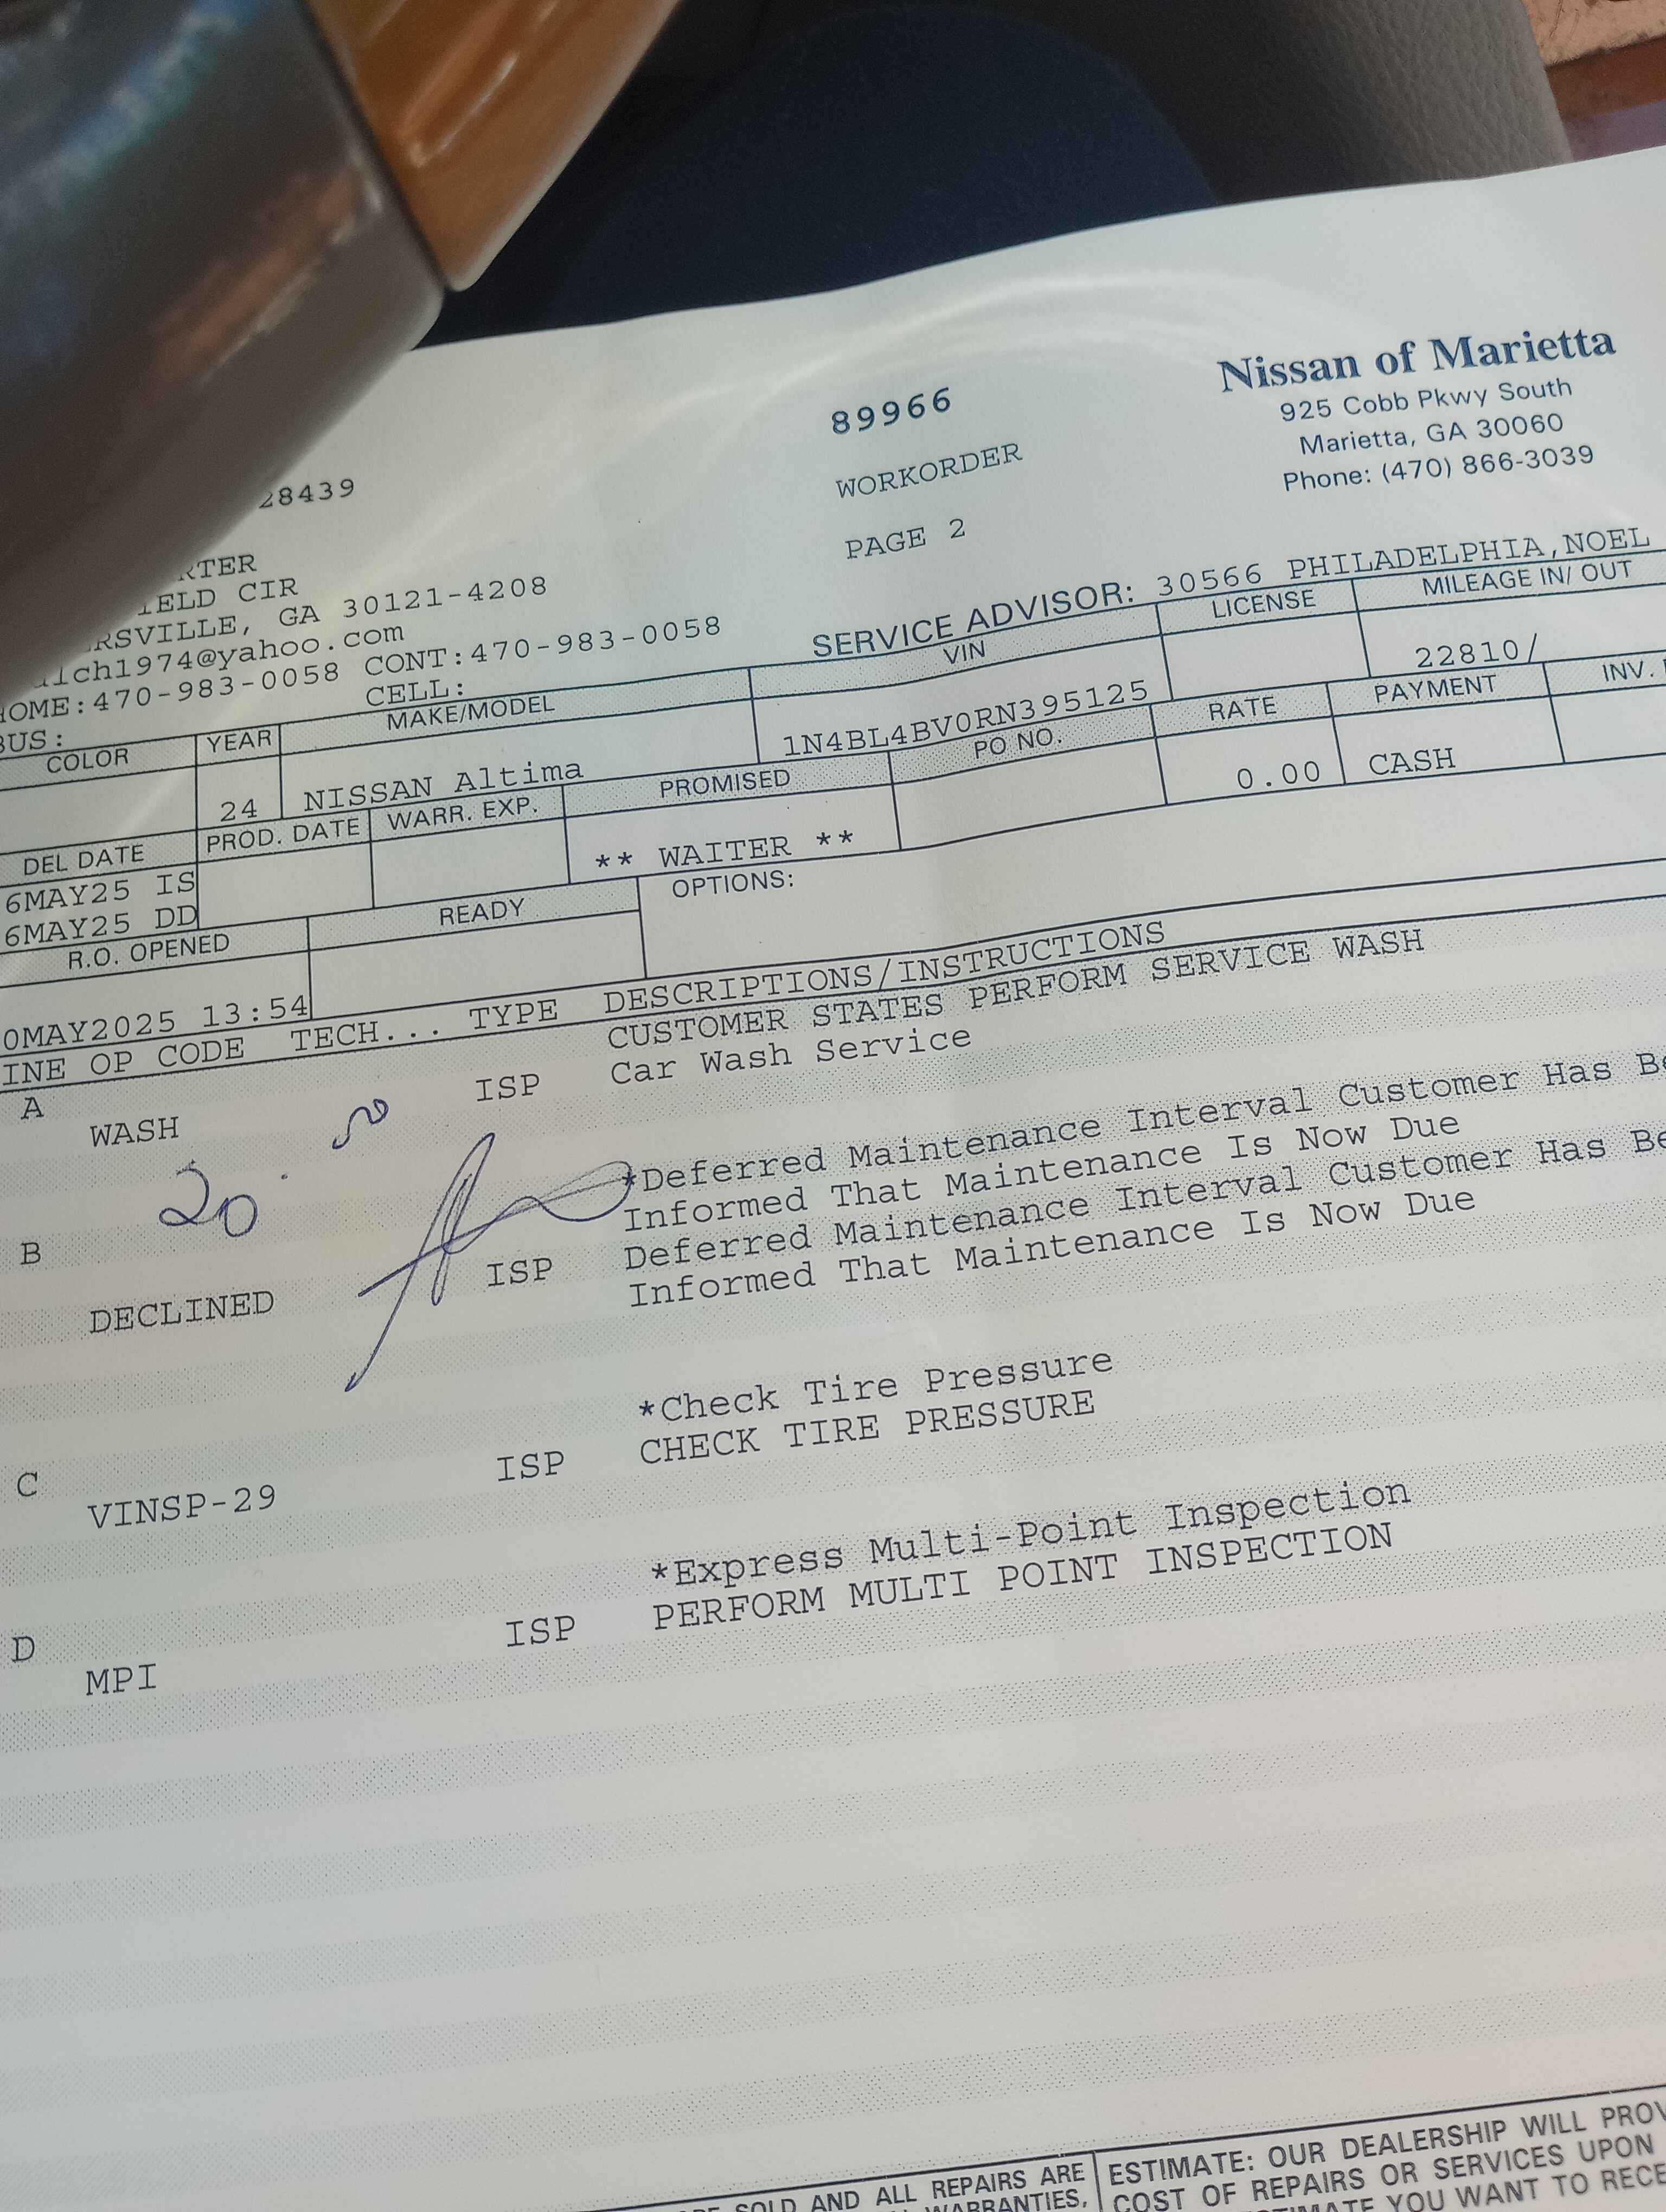 Nissan of Marietta
925 Cobb Pkwy South
Marietta, GA 30060
Phone: (470) 866-3039
89966
WORKORDER
PAGE 2
28439
RTER
IELD CIR
RSVILLE, GA 30121-4208
lch1974@yahoo.com
HOME:470-983-0058 CONT:470-983-0058
BUS: CELL:
SERVICE ADVISOR: 30566 PHILADELPHIA,NOEL
COLOR YEAR MAKE/MODEL VIN LICENSE MILEAGE IN/ OUT
24 NISSAN Altima 1N4BL4BV0RN395125 22810/
DEL DATE PROD. DATE WARR. EXP. PROMISED PO NO. RATE PAYMENT INV.
6MAY25 IS
6MAY25 DD ** WAITER ** 0.00 CASH
R.O. OPENED READY OPTIONS:
0MAY2025 13:54
INE OP CODE TECH... TYPE DESCRIPTIONS/INSTRUCTIONS
A CUSTOMER STATES PERFORM SERVICE WASH
WASH ISP Car Wash Service
20
B *Deferred Maintenance Interval Customer Has Be
Informed That Maintenance Is Now Due
DECLINED ISP Deferred Maintenance Interval Customer Has Be
Informed That Maintenance Is Now Due
C *Check Tire Pressure
VINSP-29 ISP CHECK TIRE PRESSURE
D *Express Multi-Point Inspection
MPI ISP PERFORM MULTI POINT INSPECTION
SOLD AND ALL REPAIRS ARE
WARRANTIES,
ESTIMATE: OUR DEALERSHIP WILL PROV
COST OF REPAIRS OR SERVICES UPON
YOU WANT TO RECE